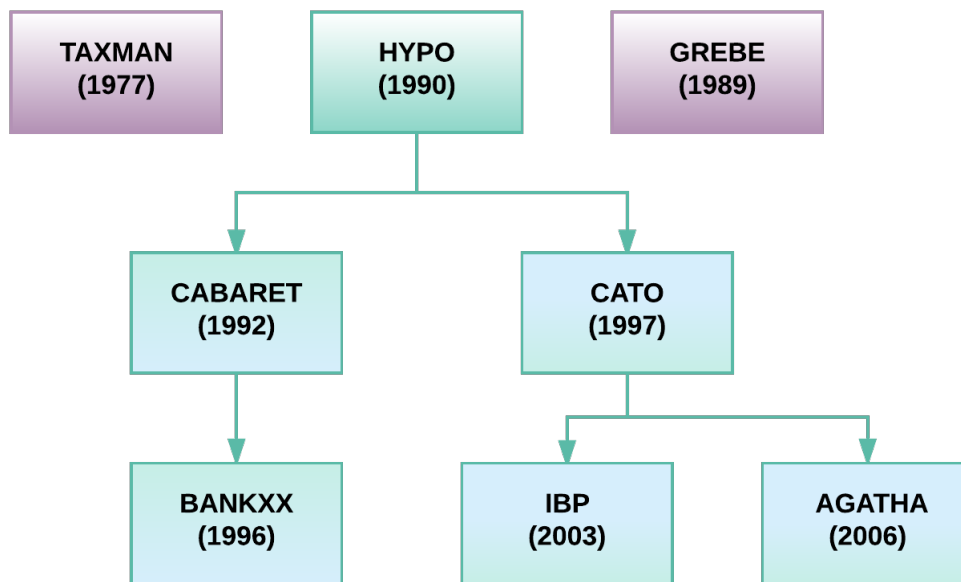 TAXMAN
(1977)
HYPO
(1990)
GREBE
(1989)
CABARET
(1992)
CATO
(1997)
BANKXX
(1996)
IBP
(2003)
AGATHA
(2006)